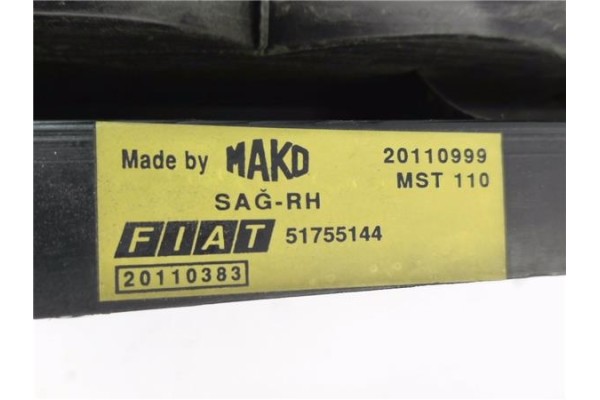 Made by MAKO 20110999
SAĞ-RH MST 110
FIAT 51755144
20110383